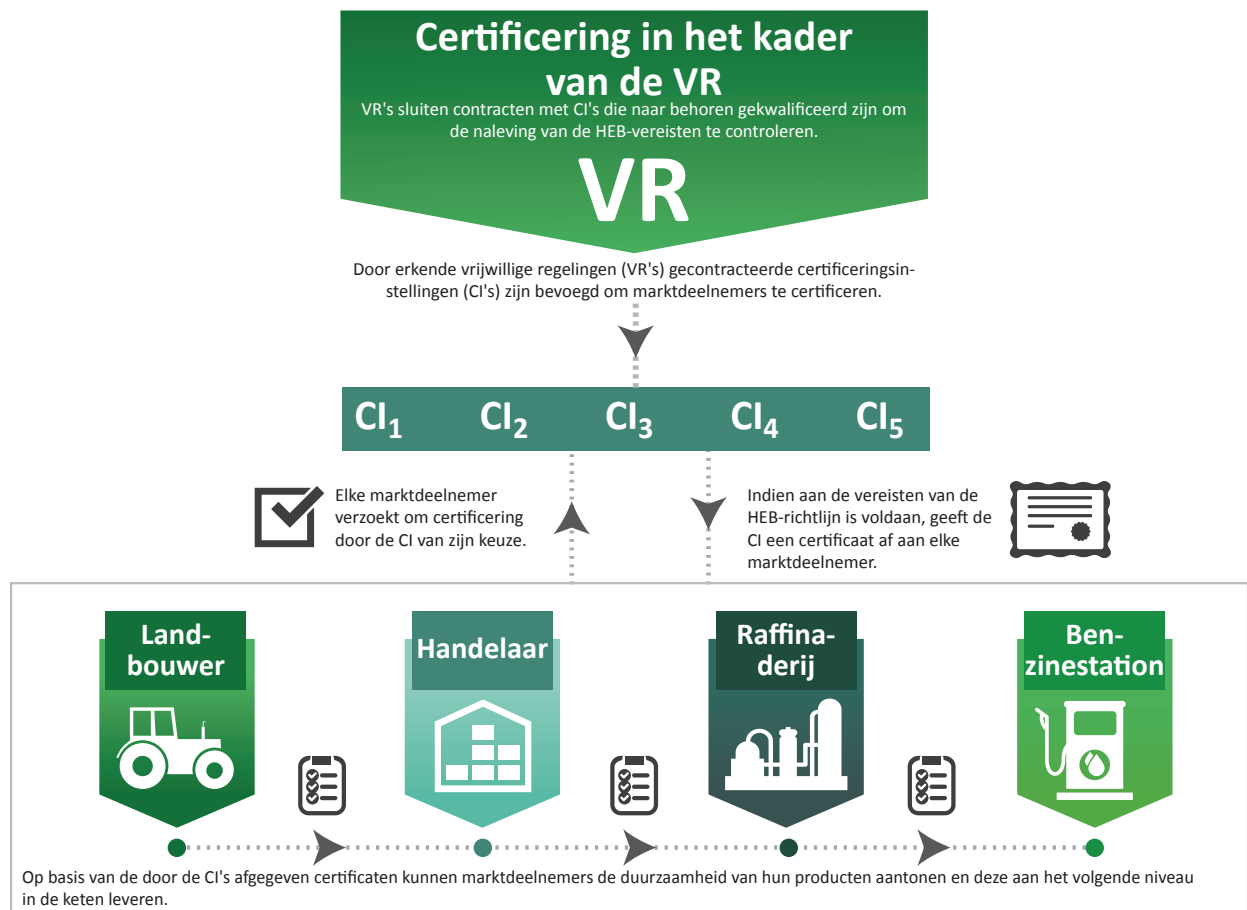 Certificering in het kader
van de VR
VR's sluiten contracten met CI's die naar behoren gekwalificeerd zijn om
de naleving van de HEB-vereisten te controleren.
VR
Door erkende vrijwillige regelingen (VR's) gecontracteerde certificeringsin-
stellingen (CI's) zijn bevoegd om marktdeelnemers te certificeren.
CI1 CI2 CI3 CI4 CI5
Elke marktdeelnemer
verzoekt om certificering
door de CI van zijn keuze.
Indien aan de vereisten van de
HEB-richtlijn is voldaan, geeft de
CI een certificaat af aan elke
marktdeelnemer.
Land-
bouwer
Handelaar
Raffina-
derij
Ben-
zinestation
Op basis van de door de CI's afgegeven certificaten kunnen marktdeelnemers de duurzaamheid van hun producten aantonen en deze aan het volgende niveau
in de keten leveren.